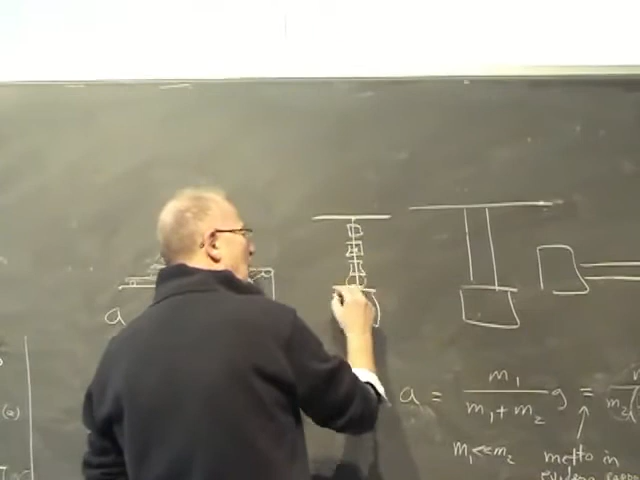 a
(a)
a = m₁/(m₁+m₂) g =
m₁<<m₂
metto in